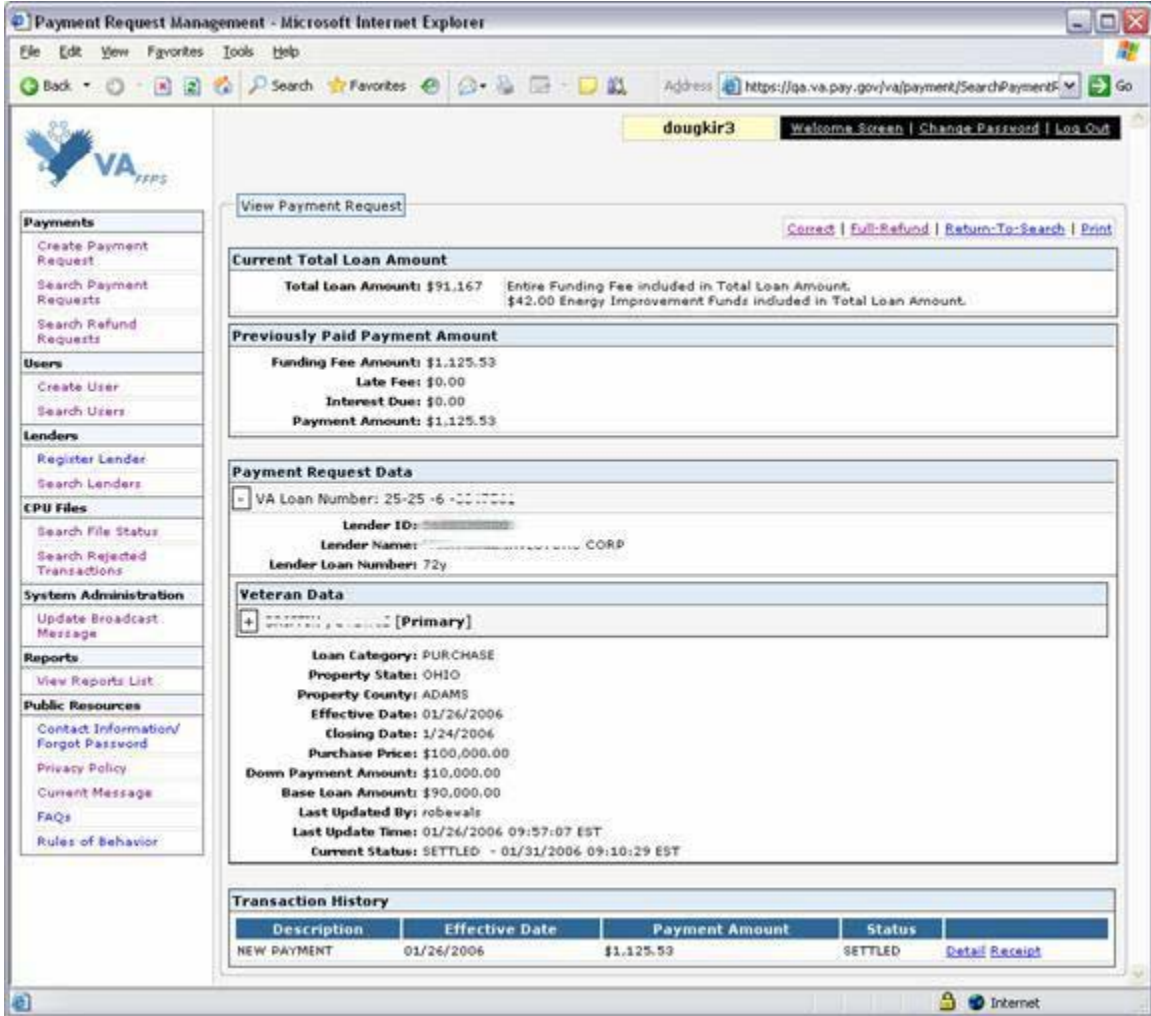 Payment Request Management - Microsoft Internet Explorer
File Edit View Favorites Tools Help
Back Search Favorites Address https://qa.va.pay.gov/va/payment/SearchPaymentR Go
dougkir3 Welcome Screen | Change Password | Log Out
VA FFPS
Payments
Create Payment
Request
Search Payment
Requests
Search Refund
Requests
Users
Create User
Search Users
Lenders
Register Lender
Search Lenders
CPU Files
Search File Status
Search Rejected
Transactions
System Administration
Update Broadcast
Message
Reports
View Reports List
Public Resources
Contact Information/
Forgot Password
Privacy Policy
Current Message
FAQs
Rules of Behavior
View Payment Request
Correct | Full-Refund | Return-To-Search | Print
Current Total Loan Amount
Total Loan Amount: $91,167 Entire Funding Fee included in Total Loan Amount.
$42.00 Energy Improvement Funds included in Total Loan Amount.
Previously Paid Payment Amount
Funding Fee Amount: $1,125.53
Late Fee: $0.00
Interest Due: $0.00
Payment Amount: $1,125.53
Payment Request Data
- VA Loan Number: 25-25 -6 -
Lender ID:
Lender Name: CORP
Lender Loan Number: 72y
Veteran Data
+ [Primary]
Loan Category: PURCHASE
Property State: OHIO
Property County: ADAMS
Effective Date: 01/26/2006
Closing Date: 1/24/2006
Purchase Price: $100,000.00
Down Payment Amount: $10,000.00
Base Loan Amount: $90,000.00
Last Updated By: robewals
Last Update Time: 01/26/2006 09:57:07 EST
Current Status: SETTLED - 01/31/2006 09:10:29 EST
Transaction History
Description Effective Date Payment Amount Status
NEW PAYMENT 01/26/2006 $1,125.53 SETTLED Detail Receipt
Internet